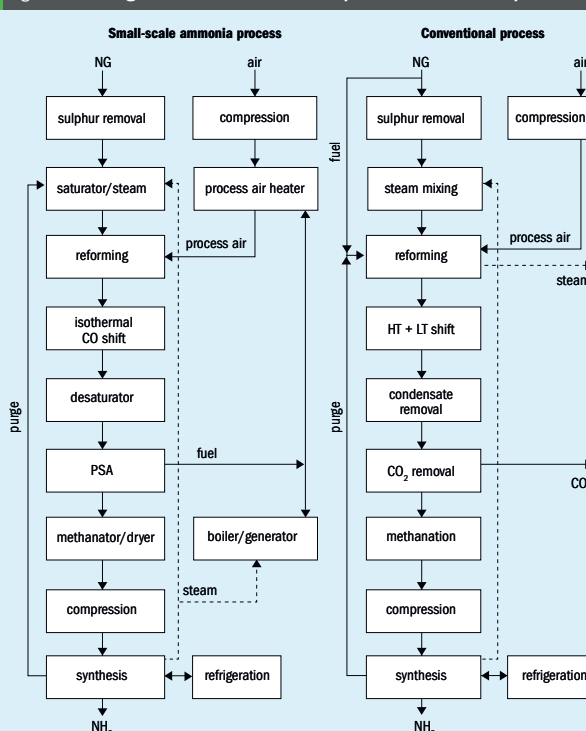 Small-scale ammonia process
NG
air
sulphur removal
compression
saturator/steam
process air heater
process air
reforming
isothermal
CO shift
desaturator
purge
fuel
PSA
methanator/dryer
boiler/generator
steam
compression
synthesis
refrigeration
NH
Conventional process
NG
air
sulphur removal
compression
fuel
steam mixing
process air
reforming
steam
HT + LT shift
condensate
removal
purge
CO₂ removal
CO
methanation
compression
synthesis
refrigeration
NH